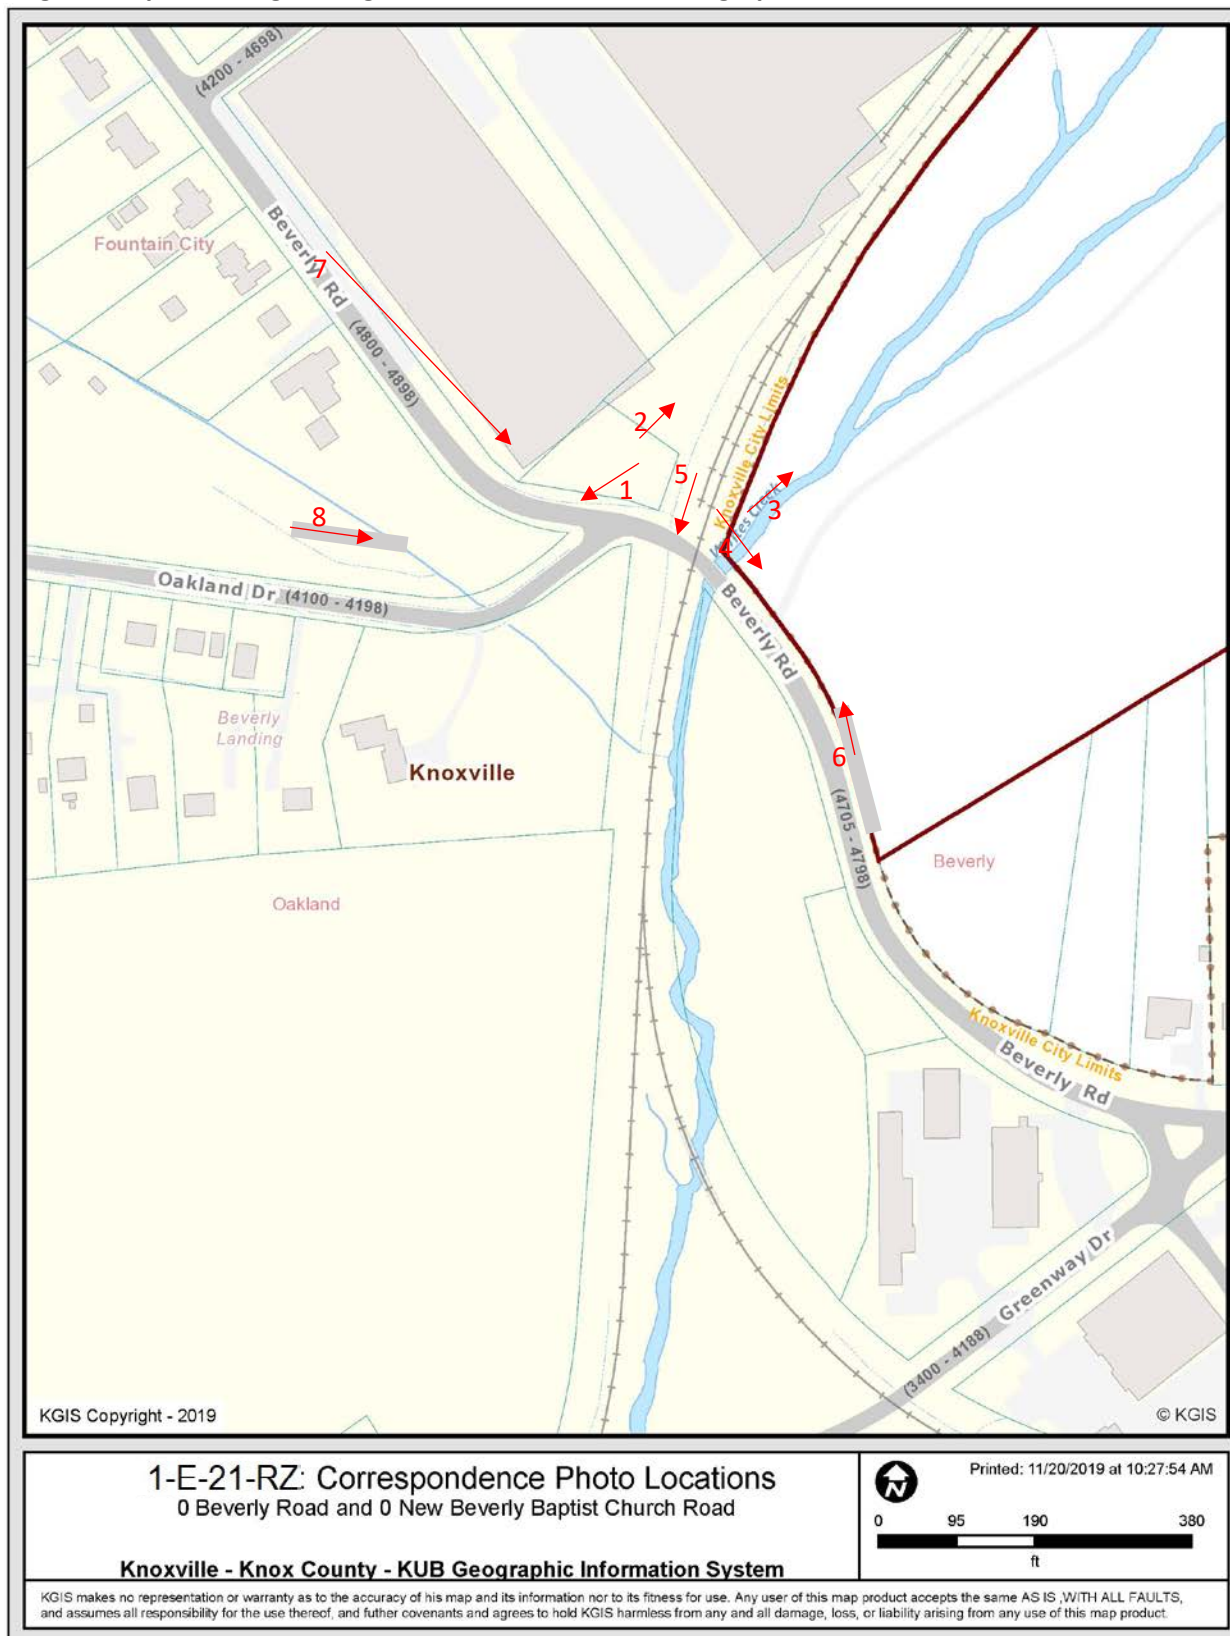 (4200 - 4698)
Beverly Rd
Fountain City
7
(4800 - 4898)
2
Knoxville City Limits
5
1
3
8
Oakland Dr (4100 - 4198)
Beverly Rd
Beverly
Landing
6
Knoxville
(4705 - 4798)
Beverly
Oakland
Knoxville City Limits
Beverly Rd
Greenway Dr
(3400 - 4188)
KGIS Copyright - 2019
© KGIS
1-E-21-RZ: Correspondence Photo Locations
0 Beverly Road and 0 New Beverly Baptist Church Road
Knoxville - Knox County - KUB Geographic Information System
N
Printed: 11/20/2019 at 10:27:54 AM
0 95 190 380
ft
KGIS makes no representation or warranty as to the accuracy of his map and its information nor to its fitness for use. Any user of this map product accepts the same AS IS ,WITH ALL FAULTS,
and assumes all responsibility for the use thereof, and futher covenants and agrees to hold KGIS harmless from any and all damage, loss, or liability arising from any use of this map product.